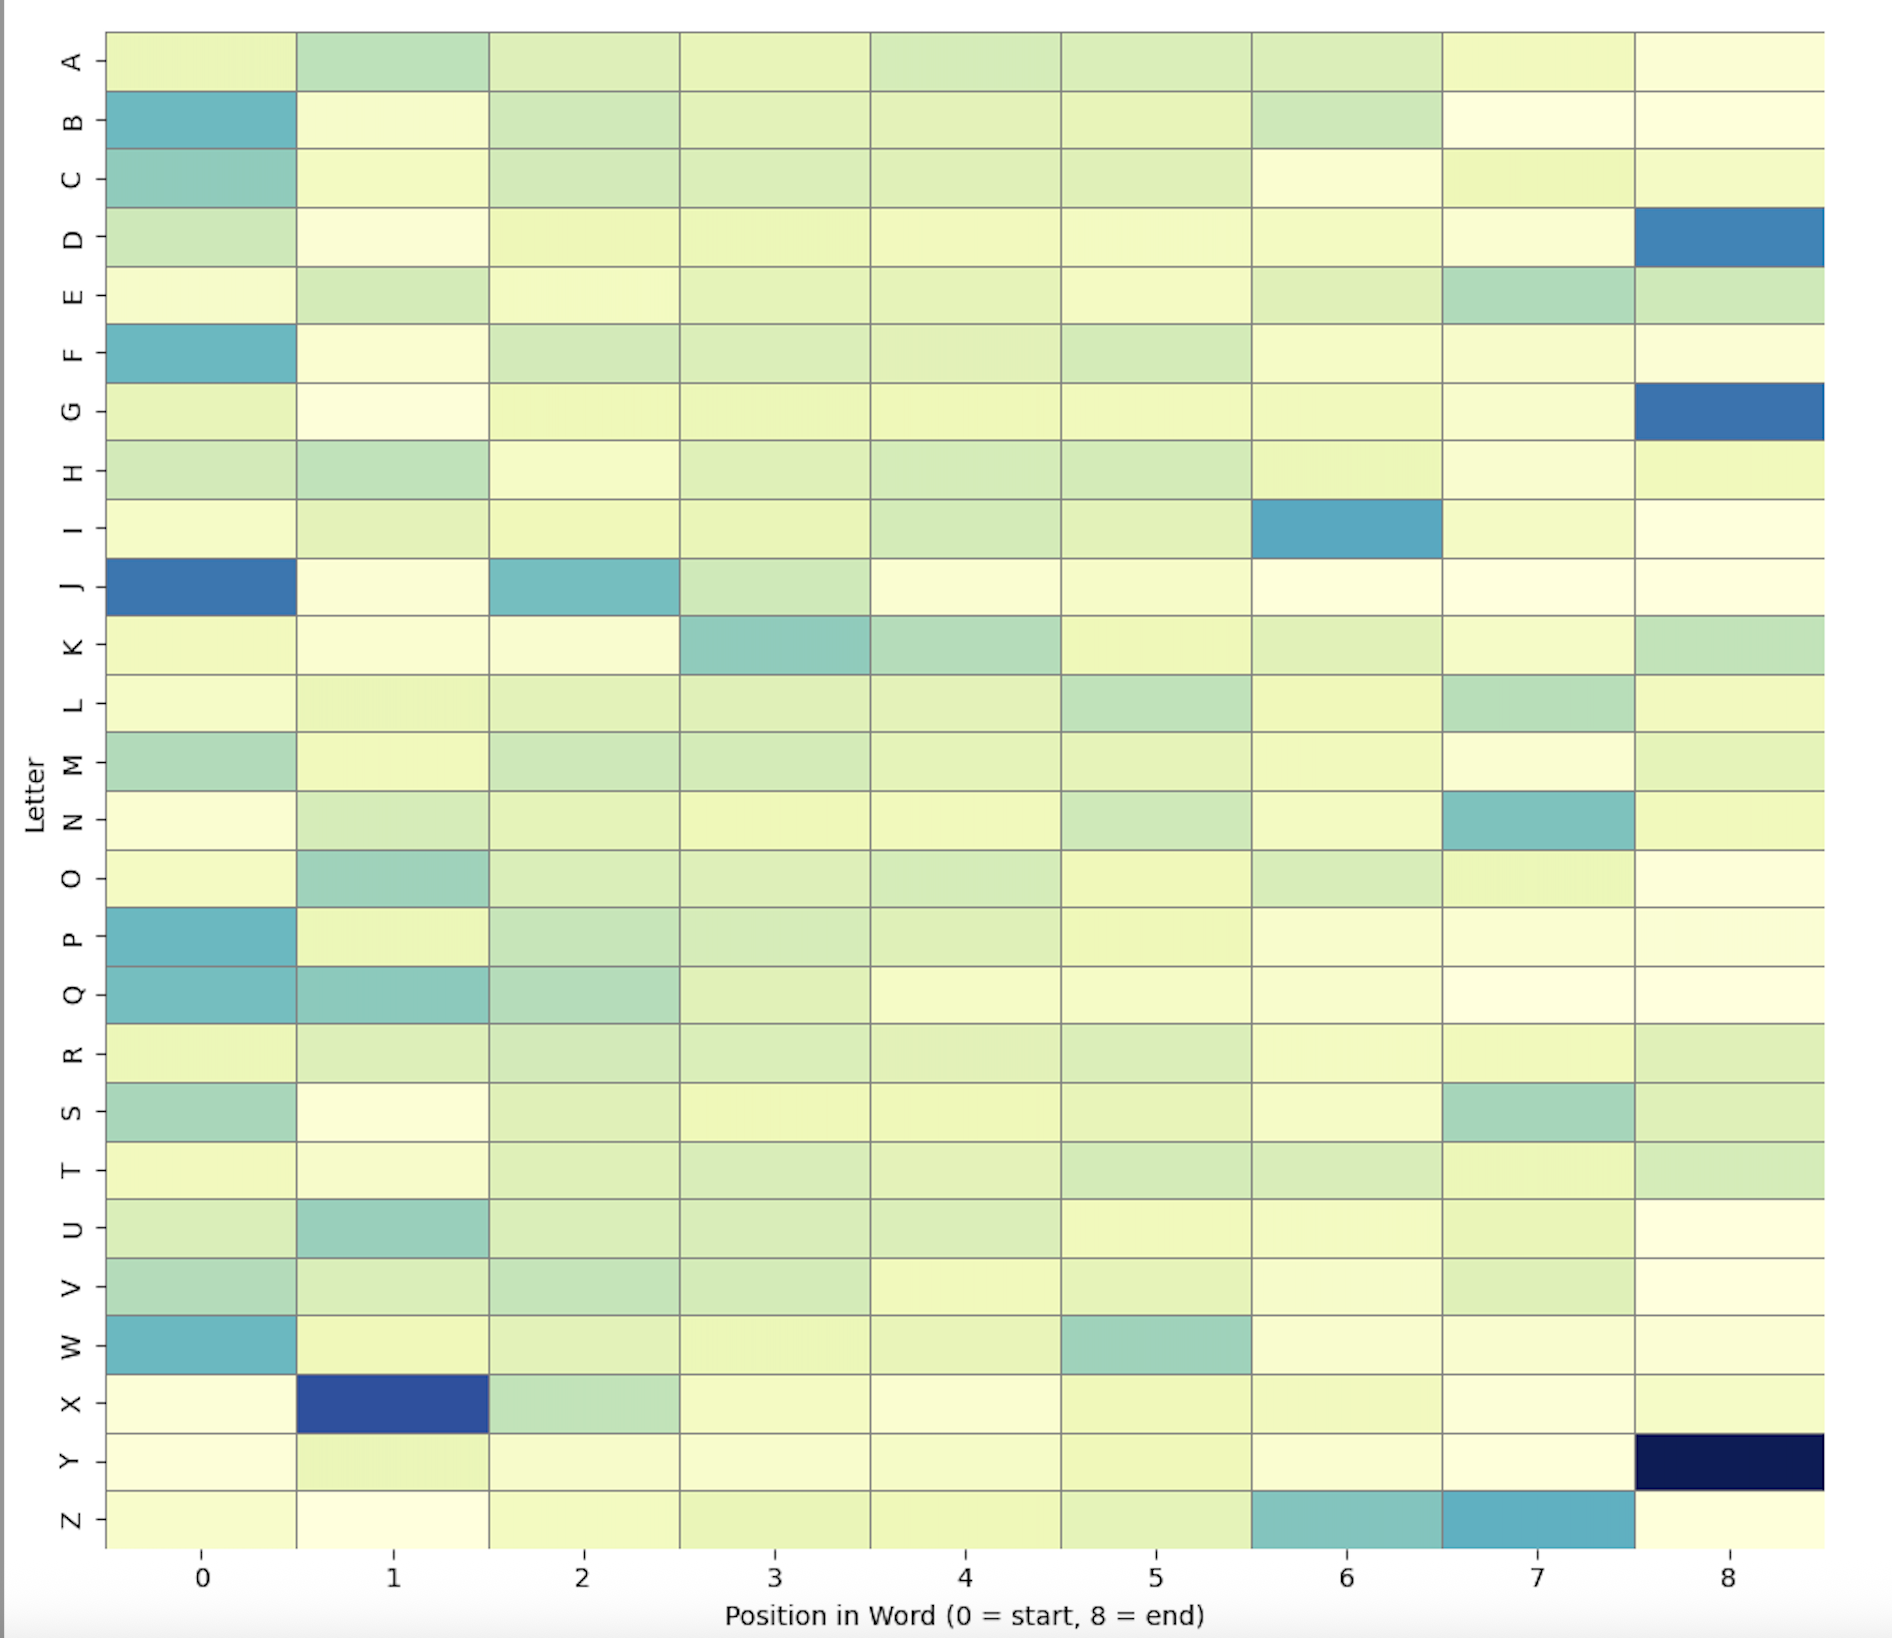 Letter
A
B
C
D
E
F
G
H
I
J
K
L
M
N
O
P
Q
R
S
T
U
V
W
X
Y
Z
0 1 2 3 4 5 6 7 8
Position in Word (0 = start, 8 = end)